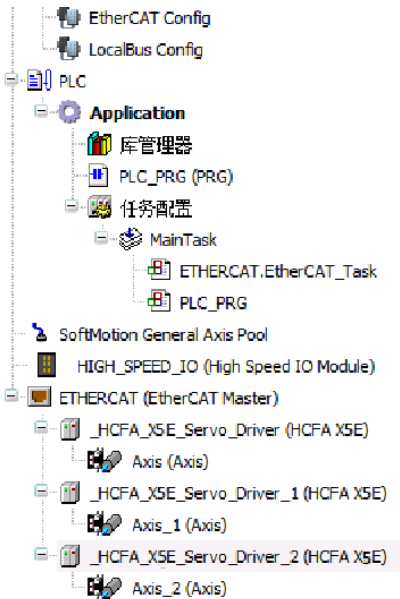 EtherCAT Config
LocalBus Config
PLC
Application
库管理器
PLC_PRG (PRG)
任务配置
MainTask
ETHERCAT.EtherCAT_Task
PLC_PRG
SoftMotion General Axis Pool
HIGH_SPEED_IO (High Speed IO Module)
ETHERCAT (EtherCAT Master)
_HCFA_X5E_Servo_Driver (HCFA X5E)
Axis (Axis)
_HCFA_X5E_Servo_Driver_1 (HCFA X5E)
Axis_1 (Axis)
_HCFA_X5E_Servo_Driver_2 (HCFA X5E)
Axis_2 (Axis)